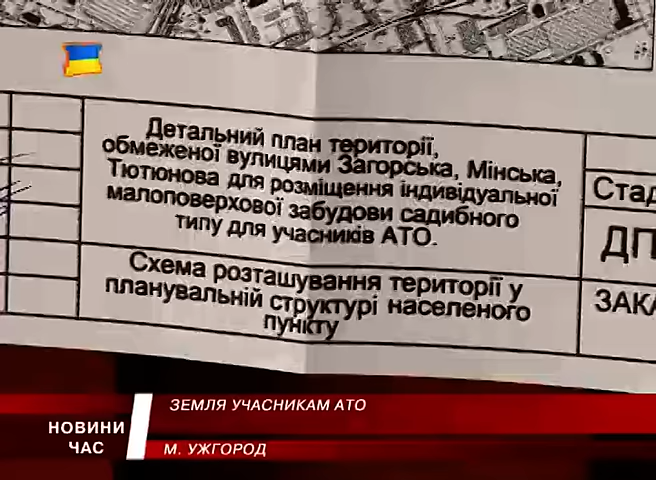 Детальний план території,
обмеженої вулицями Загорська, Мінська,
Тютюнова для розміщення індивідуальної
малоповерхової забудови садибного
типу для учасників АТО.
Стад
ДП
Схема розташування території у
планувальній структурі населеного
пункту
ЗАКА
ЗЕМЛЯ УЧАСНИКАМ АТО
НОВИНИ
ЧАС
М. УЖГОРОД